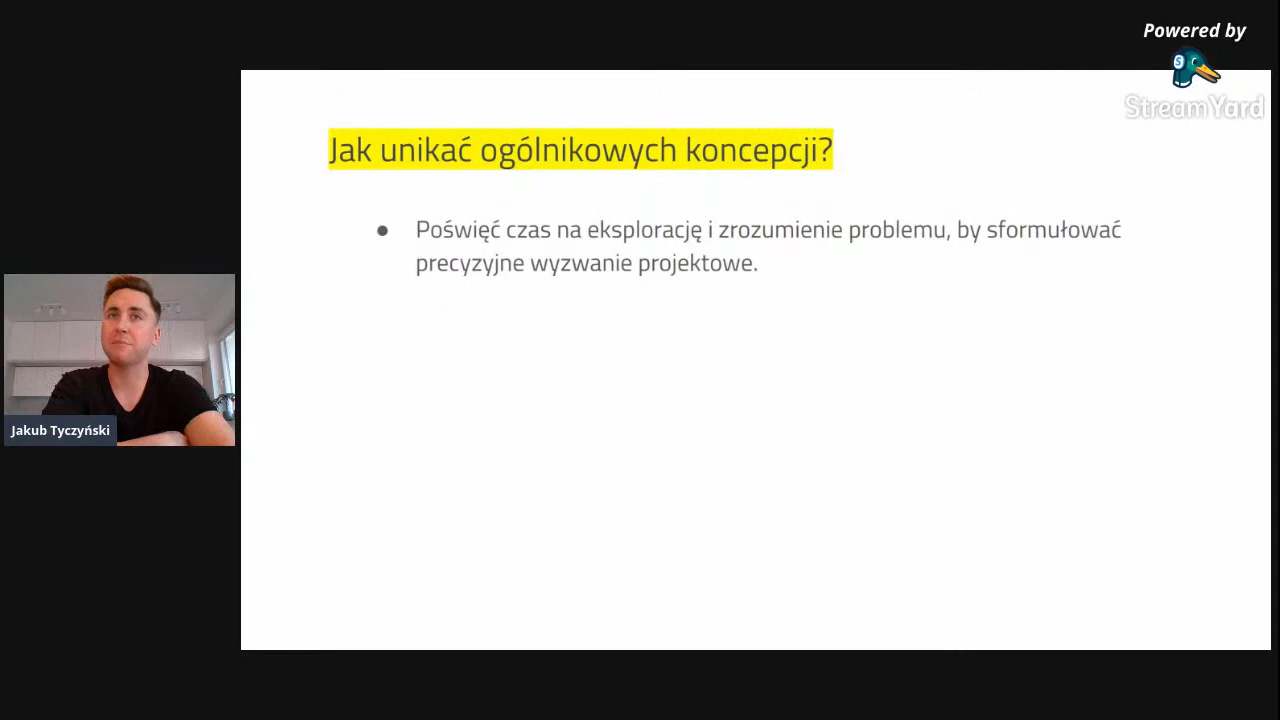 Powered by
StreamYard
Jak unikać ogólnikowych koncepcji?
● Poświęć czas na eksplorację i zrozumienie problemu, by sformułować
precyzyjne wyzwanie projektowe.
Jakub Tyczyński